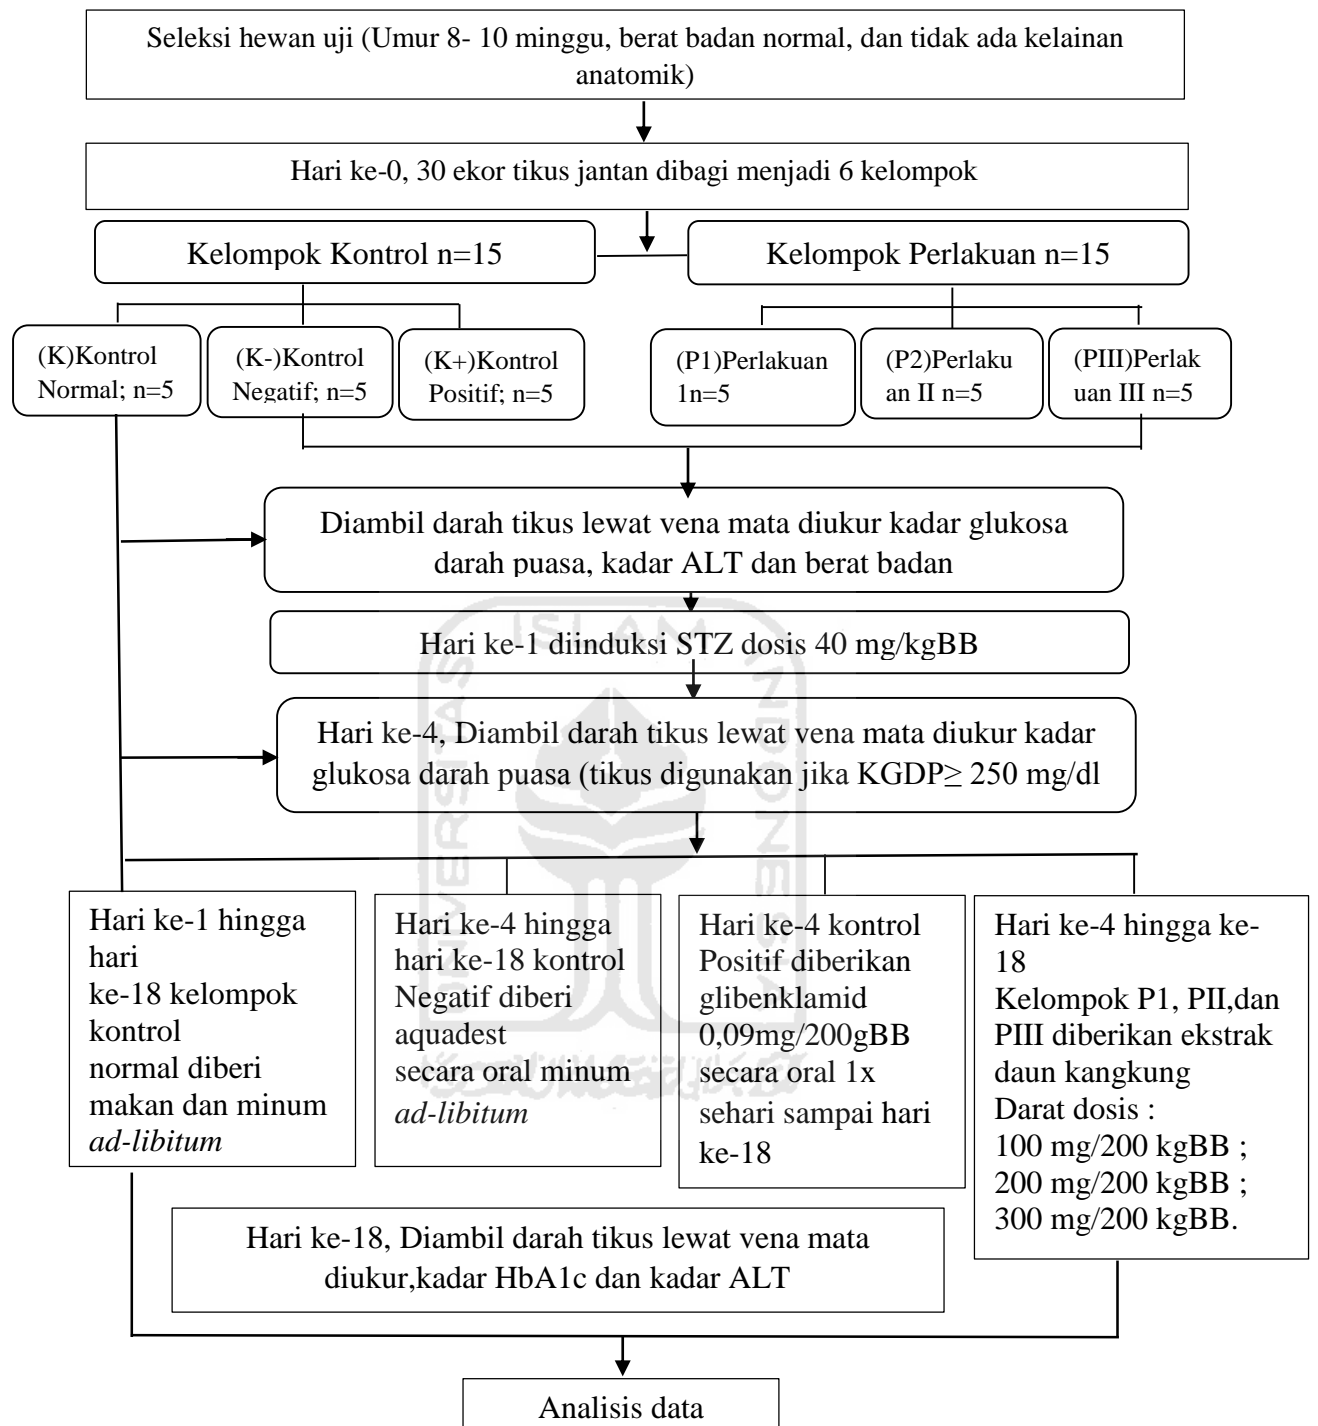 Seleksi hewan uji (Umur 8- 10 minggu, berat badan normal, dan tidak ada kelainan
anatomik)
Hari ke-0, 30 ekor tikus jantan dibagi menjadi 6 kelompok
Kelompok Kontrol n=15
Kelompok Perlakuan n=15
(K)Kontrol
Normal; n=5
(K-)Kontrol
Negatif; n=5
(K+)Kontrol
Positif; n=5
(P1)Perlakuan
1n=5
(P2)Perlaku
an II n=5
(PIII)Perlak
uan III n=5
Diambil darah tikus lewat vena mata diukur kadar glukosa
darah puasa, kadar ALT dan berat badan
Hari ke-1 diinduksi STZ dosis 40 mg/kgBB
Hari ke-4, Diambil darah tikus lewat vena mata diukur kadar
glukosa darah puasa (tikus digunakan jika KGDP≥ 250 mg/dl
Hari ke-1 hingga
hari
ke-18 kelompok
kontrol
normal diberi
makan dan minum
ad-libitum
Hari ke-4 hingga
hari ke-18 kontrol
Negatif diberi
aquadest
secara oral minum
ad-libitum
Hari ke-4 kontrol
Positif diberikan
glibenklamid
0,09mg/200gBB
secara oral 1x
sehari sampai hari
ke-18
Hari ke-4 hingga ke-
18
Kelompok P1, PII,dan
PIII diberikan ekstrak
daun kangkung
Darat dosis :
100 mg/200 kgBB ;
200 mg/200 kgBB ;
300 mg/200 kgBB.
Hari ke-18, Diambil darah tikus lewat vena mata
diukur,kadar HbA1c dan kadar ALT
Analisis data
UNIVERSITAS
ISLAM
INDONESIA